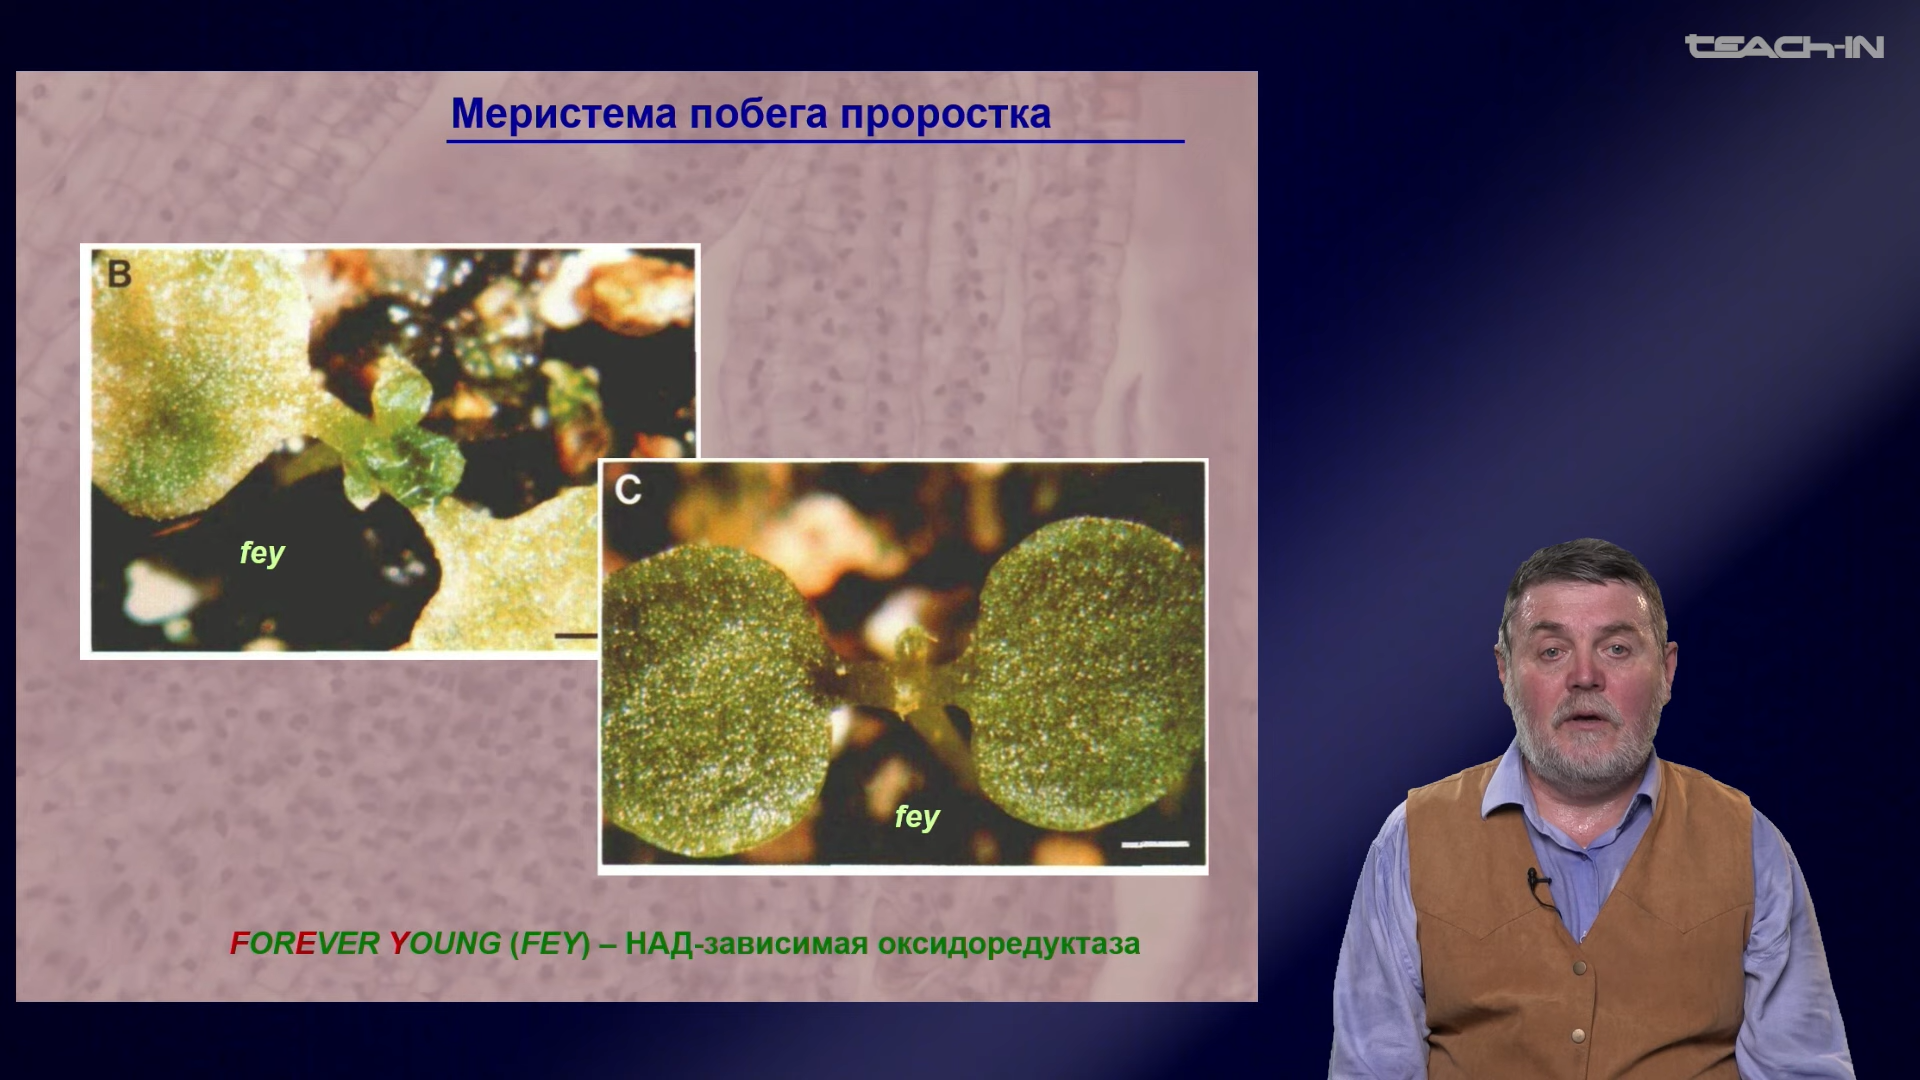 TEACH-IN
Меристема побега проростка
B
fey
C
fey
FOREVER YOUNG (FEY) – НАД-зависимая оксидоредуктаза